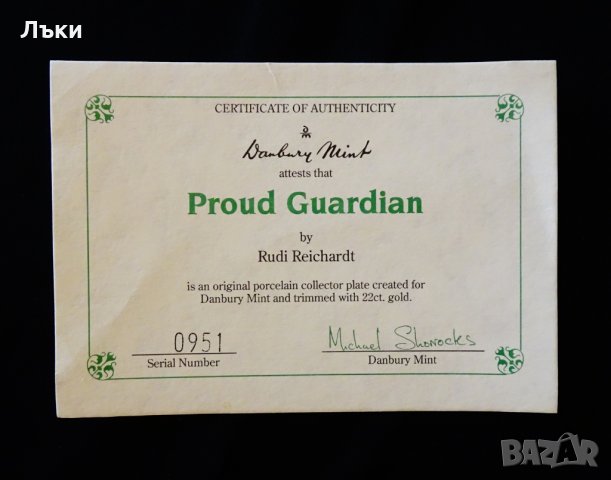 Лъки
CERTIFICATE OF AUTHENTICITY
Danbury Mint
attests that
Proud Guardian
by
Rudi Reichardt
is an original porcelain collector plate created for
Danbury Mint and trimmed with 22ct. gold.
0951
Serial Number
Michael Shorrocks
Danbury Mint
BAZAR